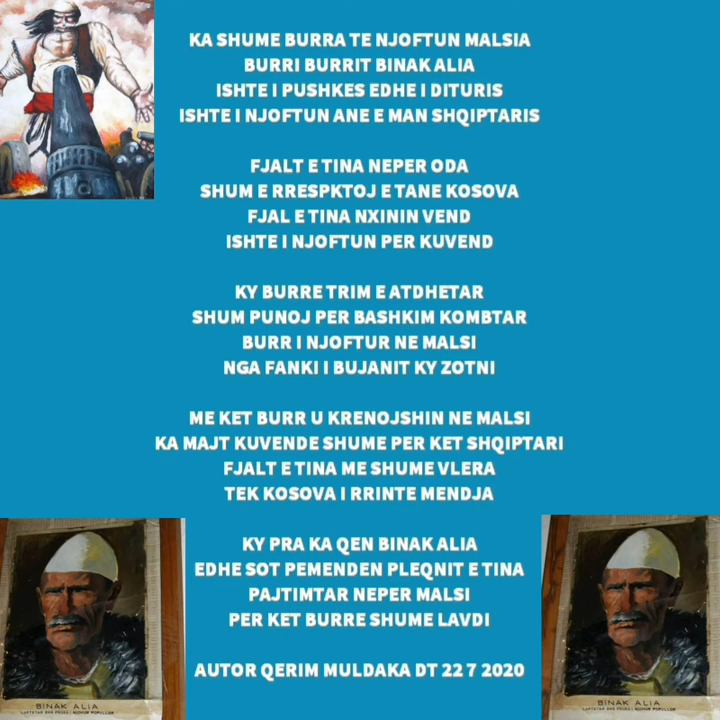 KA SHUME BURRA TE NJOFTUN MALSIA
BURRI BURRIT BINAK ALIA
ISHTE I PUSHKES EDHE I DITURIS
ISHTE I NJOFTUN ANE E MAN SHQIPTARIS
FJALT E TINA NEPER ODA
SHUM E RRESPKTOJ E TANE KOSOVA
FJAL E TINA NXININ VEND
ISHTE I NJOFTUN PER KUVEND
KY BURRE TRIM E ATDHETAR
SHUM PUNOJ PER BASHKIM KOMBTAR
BURR I NJOFTUR NE MALSI
NGA FANKI I BUJANIT KY ZOTNI
ME KET BURR U KRENOJSHIN NE MALSI
KA MAJT KUVENDE SHUME PER KET SHQIPTARI
FJALT E TINA ME SHUME VLERA
TEK KOSOVA I RRINTE MENDJA
KY PRA KA QEN BINAK ALIA
EDHE SOT PEMENDEN PLEQNIT E TINA
PAJTIMTAR NEPER MALSI
PER KET BURRE SHUME LAVDI
AUTOR QERIM MULDAKA DT 22 7 2020
BINAK ALIA
BINAK ALIA